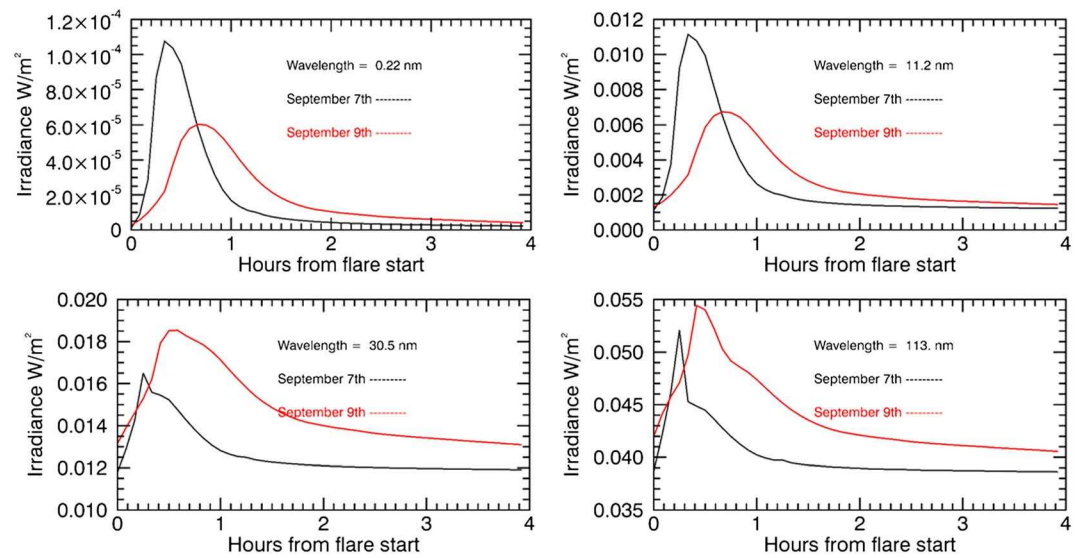 1.2×10⁻⁴
1.0×10⁻⁴
8.0×10⁻⁵
6.0×10⁻⁵
4.0×10⁻⁵
2.0×10⁻⁵
0
Irradiance W/m²
Wavelength = 0.22 nm
September 7th ---------
September 9th ---------
0 1 2 3 4
Hours from flare start
0.012
0.010
0.008
0.006
0.004
0.002
0.000
Irradiance W/m²
Wavelength = 11.2 nm
September 7th ---------
September 9th ---------
0 1 2 3 4
Hours from flare start
0.020
0.018
0.016
0.014
0.012
0.010
Irradiance W/m²
Wavelength = 30.5 nm
September 7th ---------
September 9th ---------
0 1 2 3 4
Hours from flare start
0.055
0.050
0.045
0.040
0.035
Irradiance W/m²
Wavelength = 113. nm
September 7th ---------
September 9th ---------
0 1 2 3 4
Hours from flare start